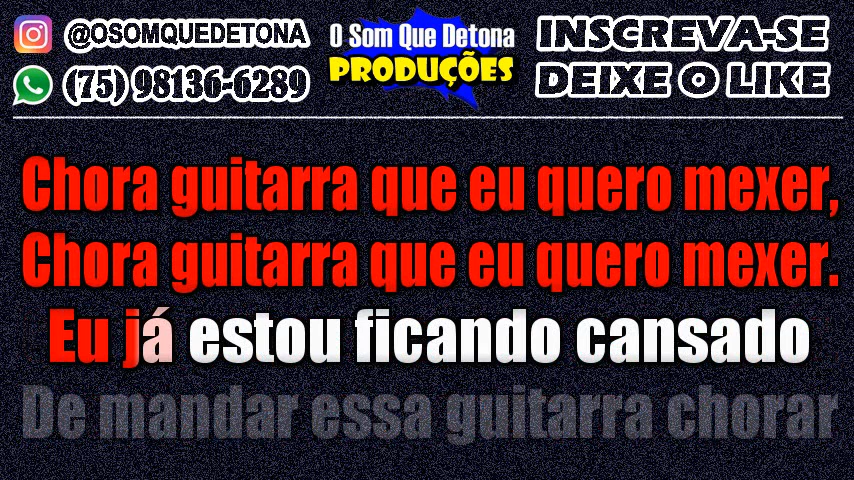 @OSOMQUEDETONA
(75) 98136-6289
O Som Que Detona
PRODUÇÕES
INSCREVA-SE
DEIXE O LIKE
Chora guitarra que eu quero mexer,
Chora guitarra que eu quero mexer.
Eu já estou ficando cansado
De mandar essa guitarra chorar